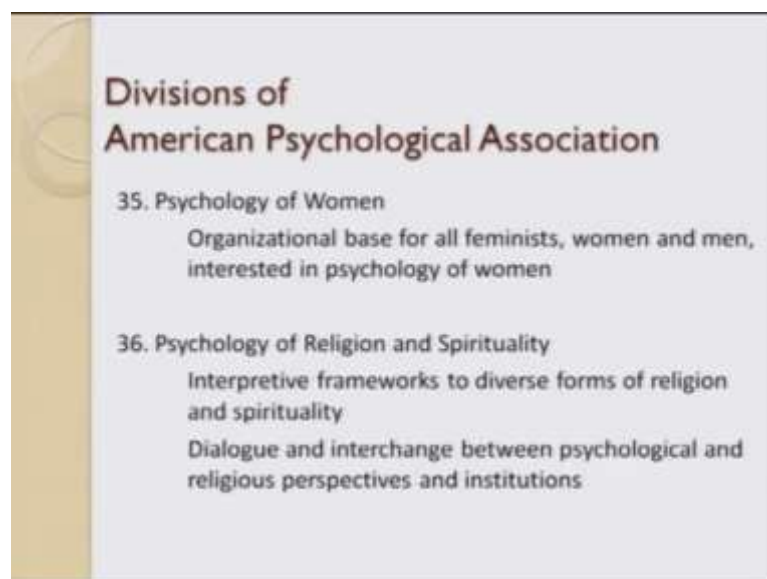 Divisions of
American Psychological Association
35. Psychology of Women
Organizational base for all feminists, women and men,
interested in psychology of women
36. Psychology of Religion and Spirituality
Interpretive frameworks to diverse forms of religion
and spirituality
Dialogue and interchange between psychological and
religious perspectives and institutions